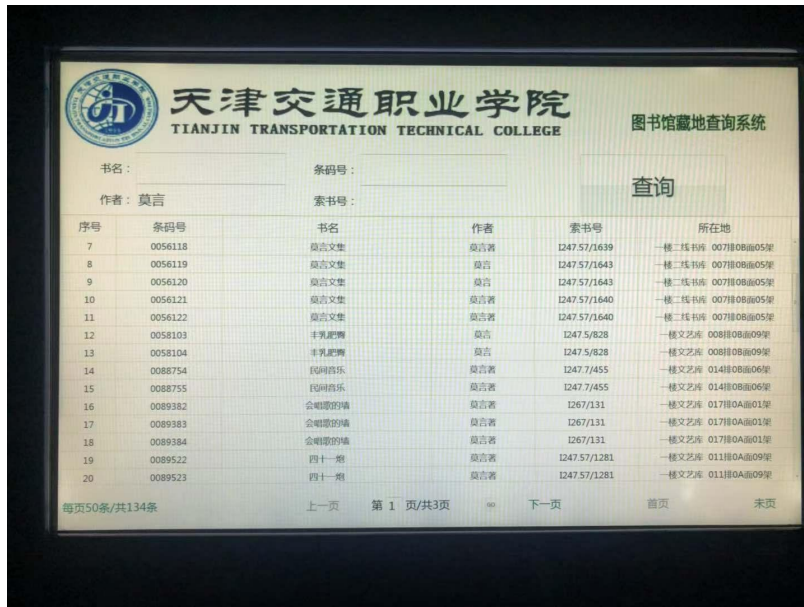 天津交通职业学院
TIANJIN TRANSPORTATION TECHNICAL COLLEGE
图书馆藏地查询系统
书名： 条码号：
查询
作者： 莫言 索书号：
序号 条码号 书名 作者 索书号 所在地
7 0056118 莫言文集 莫言著 I247.57/1639 一楼二线书库 007排0B面05架
8 0056119 莫言文集 莫言 I247.57/1643 一楼二线书库 007排0B面05架
9 0056120 莫言文集 莫言 I247.57/1643 一楼二线书库 007排0B面05架
10 0056121 莫言文集 莫言著 I247.57/1640 一楼二线书库 007排0B面05架
11 0056122 莫言文集 莫言著 I247.57/1640 一楼二线书库 007排0B面05架
12 0058103 丰乳肥臀 莫言 I247.5/828 一楼文艺库 008排0B面09架
13 0058104 丰乳肥臀 莫言 I247.5/828 一楼文艺库 008排0B面09架
14 0088754 民间音乐 莫言著 I247.7/455 一楼文艺库 014排0B面06架
15 0088755 民间音乐 莫言著 I247.7/455 一楼文艺库 014排0B面06架
16 0089382 会唱歌的墙 莫言著 I267/131 一楼文艺库 017排0A面01架
17 0089383 会唱歌的墙 莫言著 I267/131 一楼文艺库 017排0A面01架
18 0089384 会唱歌的墙 莫言著 I267/131 一楼文艺库 017排0A面01架
19 0089522 四十一炮 莫言著 I247.57/1281 一楼文艺库 011排0A面09架
20 0089523 四十一炮 莫言著 I247.57/1281 一楼文艺库 011排0A面09架
每页50条/共134条 上一页 第 1 页/共3页 GO 下一页 首页 末页